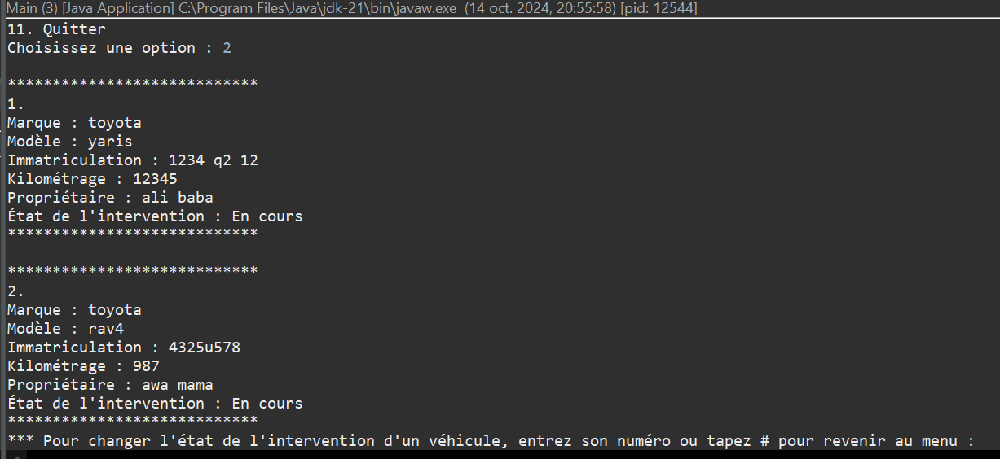 Main (3) [Java Application] C:\Program Files\Java\jdk-21\bin\javaw.exe (14 oct. 2024, 20:55:58) [pid: 12544]
11. Quitter
Choisissez une option : 2
****************************
1.
Marque : toyota
Modèle : yaris
Immatriculation : 1234 q2 12
Kilométrage : 12345
Propriétaire : ali baba
État de l'intervention : En cours
****************************
****************************
2.
Marque : toyota
Modèle : rav4
Immatriculation : 4325u578
Kilométrage : 987
Propriétaire : awa mama
État de l'intervention : En cours
****************************
*** Pour changer l'état de l'intervention d'un véhicule, entrez son numéro ou tapez # pour revenir au menu :